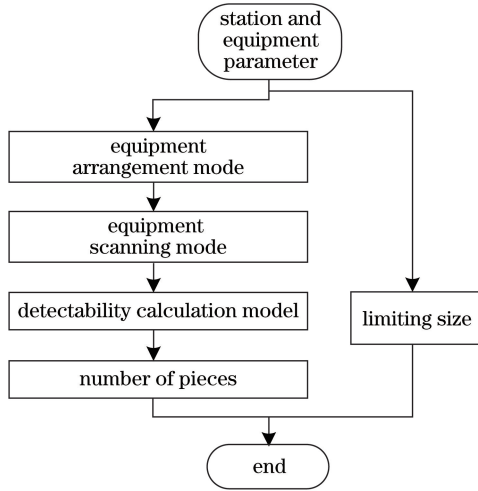 station and
equipment
parameter
equipment
arrangement mode
equipment
scanning mode
detectability calculation model
limiting size
number of pieces
end